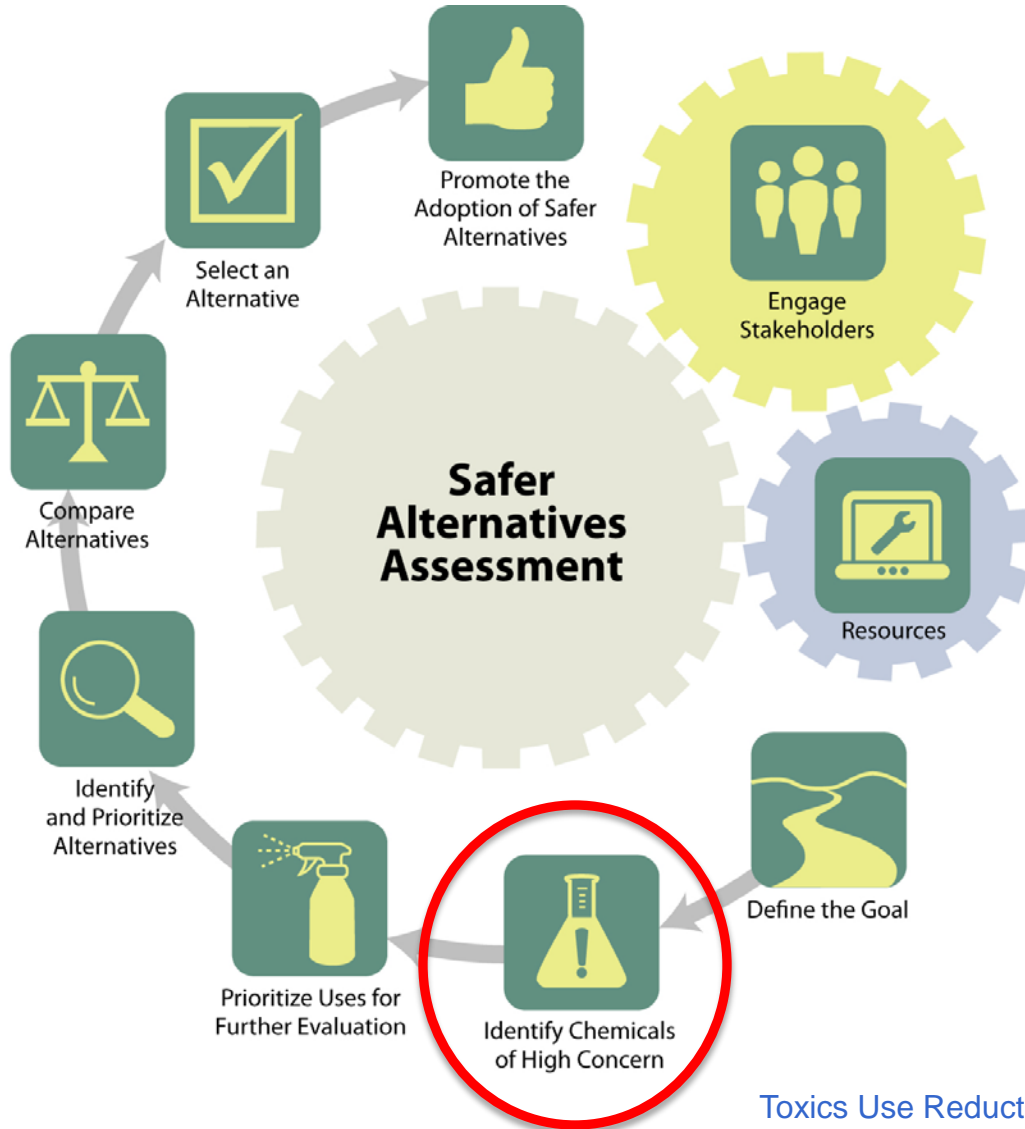 Promote the
Adoption of Safer
Alternatives
Select an
Alternative
Engage
Stakeholders
Compare
Alternatives
Safer
Alternatives
Assessment
Resources
Identify
and Prioritize
Alternatives
Define the Goal
Prioritize Uses for
Further Evaluation
Identify Chemicals
of High Concern
Toxics Use Reduct